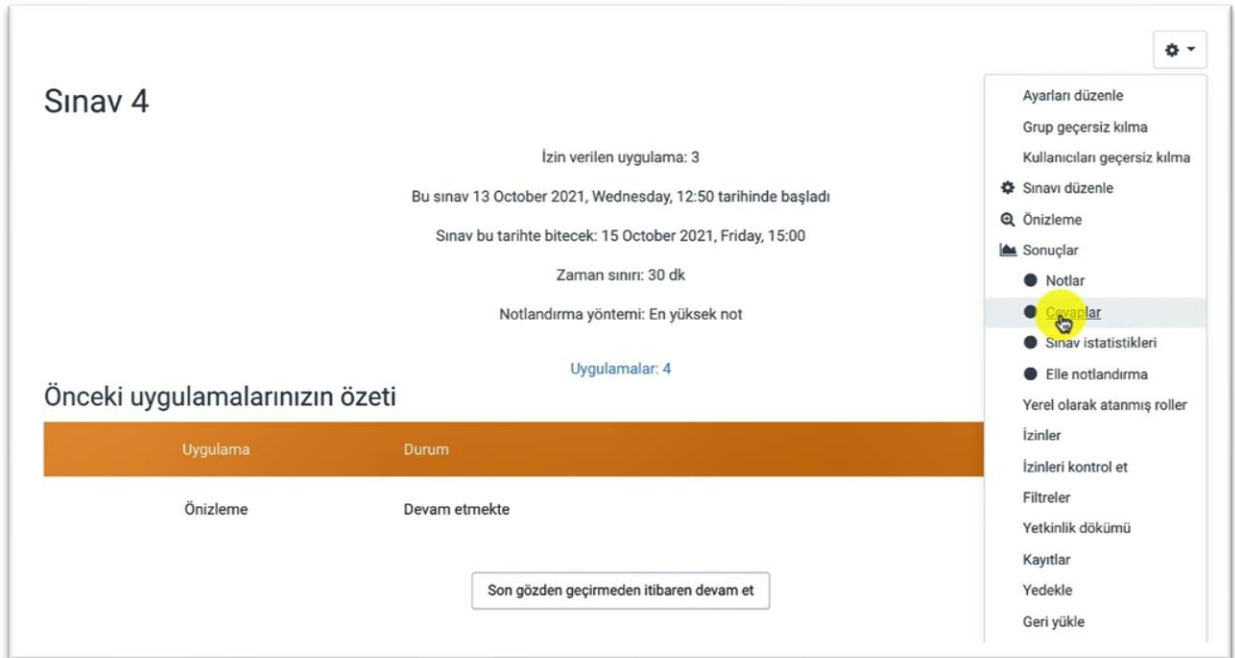 Sınav 4
İzin verilen uygulama: 3
Bu sınav 13 October 2021, Wednesday, 12:50 tarihinde başladı
Sınav bu tarihte bitecek: 15 October 2021, Friday, 15:00
Zaman sınırı: 30 dk
Notlandırma yöntemi: En yüksek not
Uygulamalar: 4
Önceki uygulamalarınızın özeti
Uygulama Durum
Önizleme Devam etmekte
Son gözden geçirmeden itibaren devam et
Ayarları düzenle
Grup geçersiz kılma
Kullanıcıları geçersiz kılma
Sınavı düzenle
Önizleme
Sonuçlar
Notlar
Cevaplar
Sınav istatistikleri
Elle notlandırma
Yerel olarak atanmış roller
İzinler
İzinleri kontrol et
Filtreler
Yetkinlik dökümü
Kayıtlar
Yedekle
Geri yükle